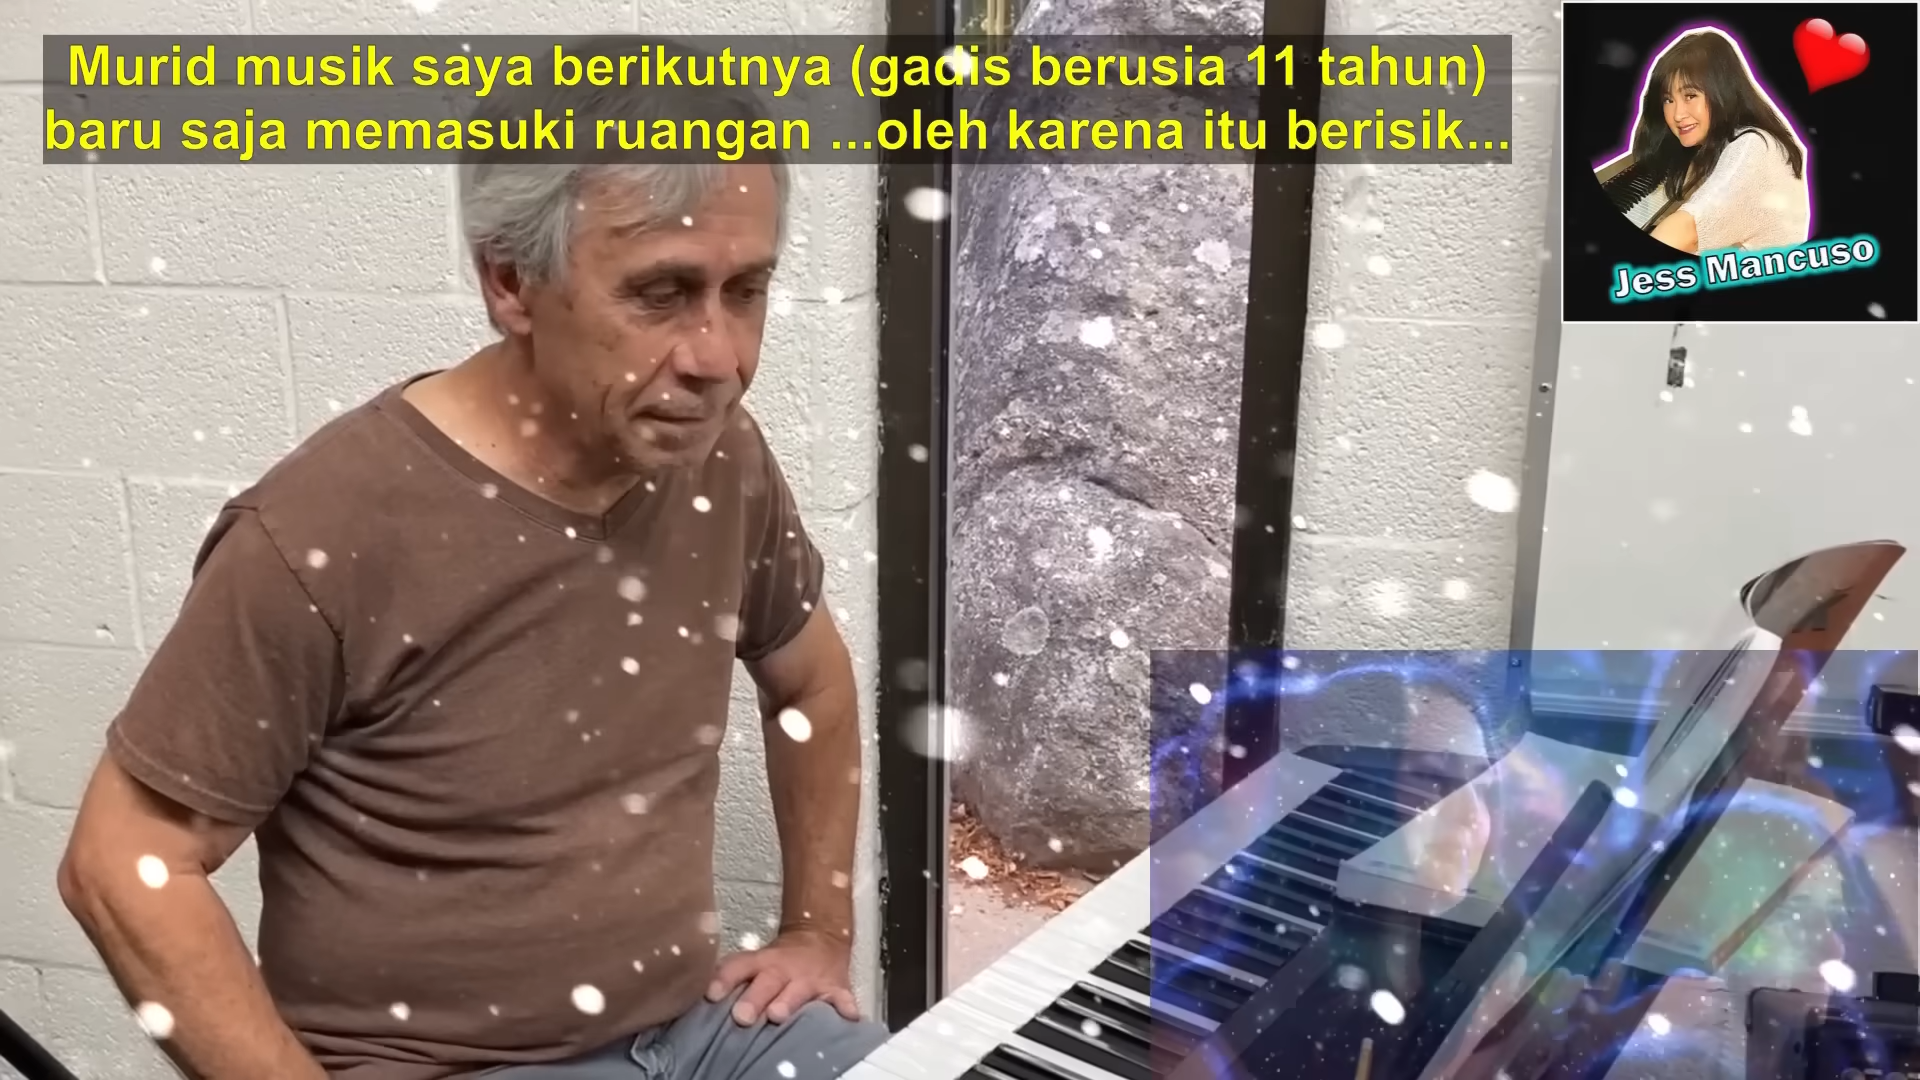 Murid musik saya berikutnya (gadis berusia 11 tahun)
baru saja memasuki ruangan ...oleh karena itu berisik...
Jess Mancuso